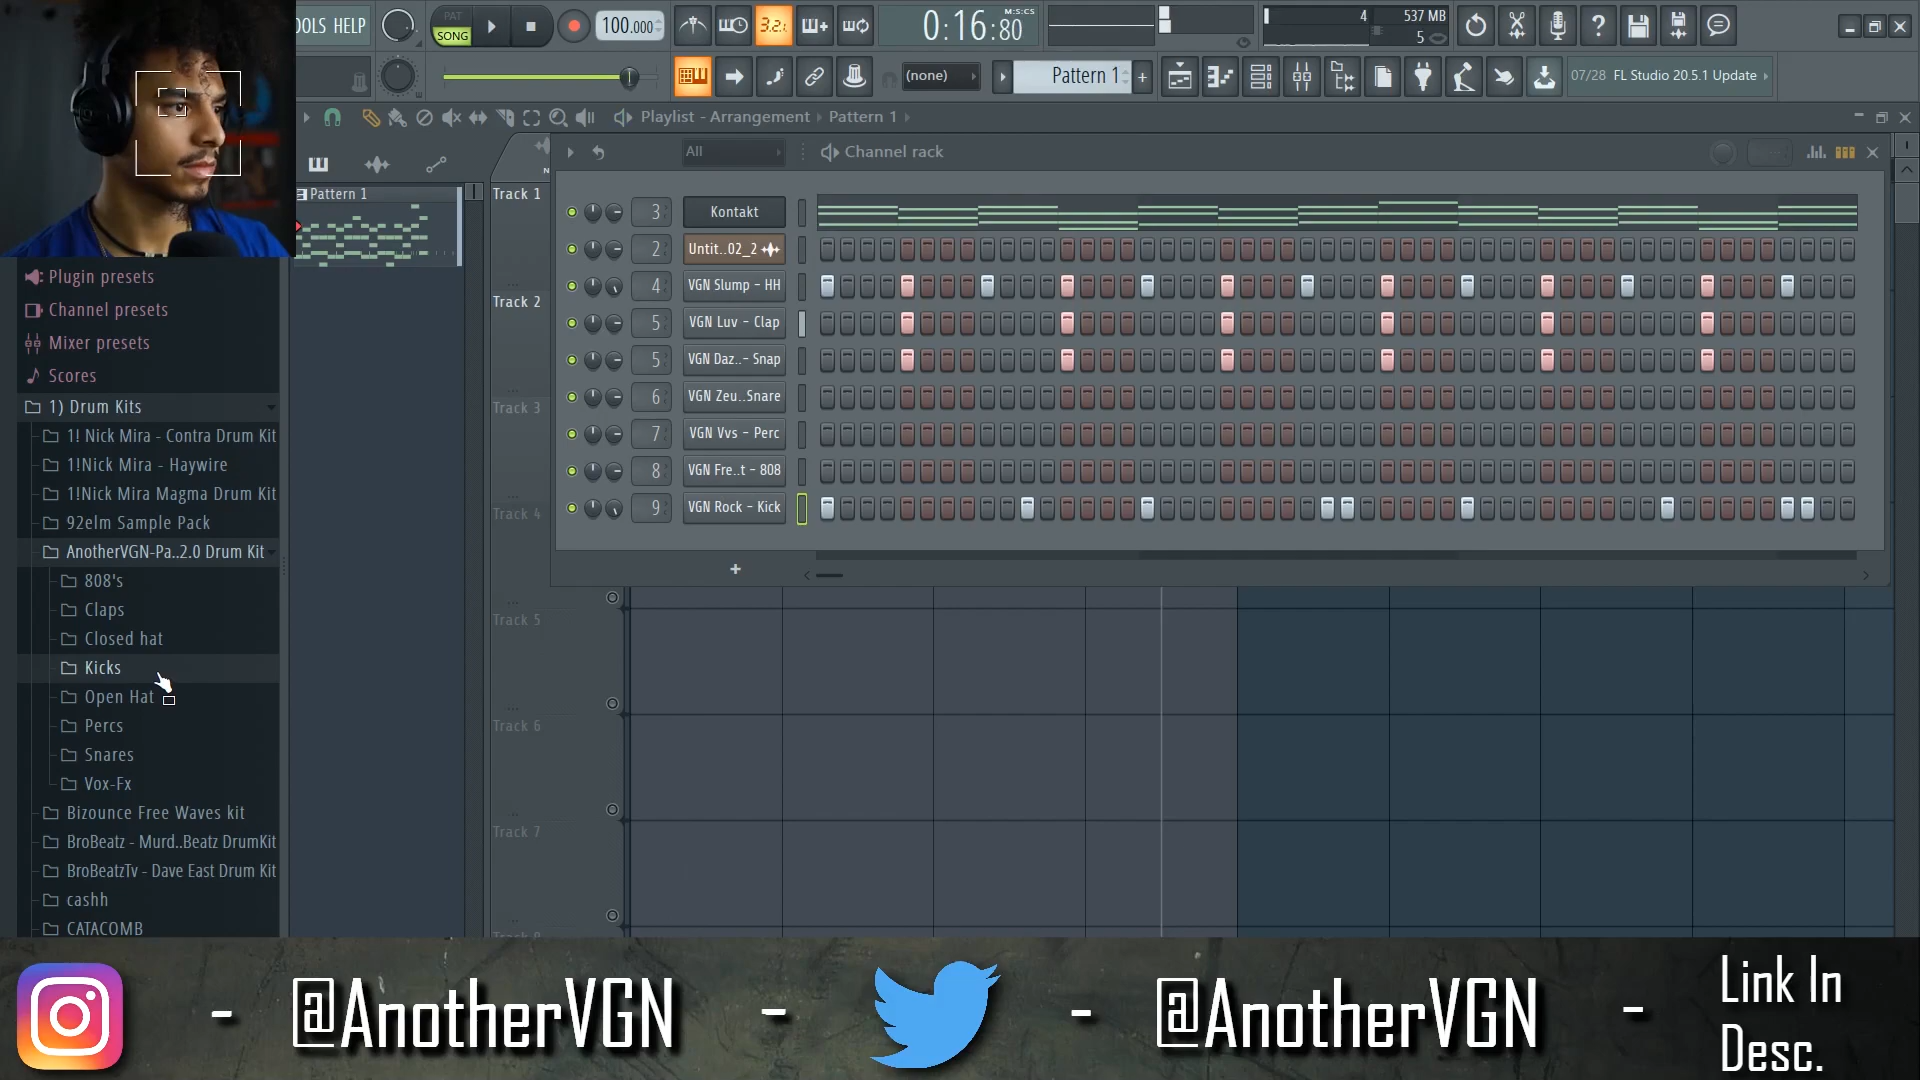 OOLS HELP
PAT
SONG
100.000
3.2.
0:16:80
M:S:CS
4
537 MB
5
(none)
Pattern 1
+
07/28 FL Studio 20.5.1 Update
Playlist - Arrangement
Pattern 1
All
Channel rack
Pattern 1
Track 1
Track 2
Track 3
Track 4
Track 5
Track 6
Track 7
3 Kontakt
2 Untit..02_2
4 VGN Slump - HH
5 VGN Luv - Clap
5 VGN Daz..- Snap
6 VGN Zeu..Snare
7 VGN Vvs - Perc
8 VGN Fre..t - 808
9 VGN Rock - Kick
+
Plugin presets
Channel presets
Mixer presets
Scores
1) Drum Kits
1! Nick Mira - Contra Drum Kit
1!Nick Mira - Haywire
1!Nick Mira Magma Drum Kit
92elm Sample Pack
AnotherVGN-Pa..2.0 Drum Kit
808's
Claps
Closed hat
Kicks
Open Hat
Percs
Snares
Vox-Fx
Bizounce Free Waves kit
BroBeatz - Murd..Beatz DrumKit
BroBeatzTv - Dave East Drum Kit
cashh
CATACOMB
- @AnotherVGN - - @AnotherVGN - Link In
Desc.